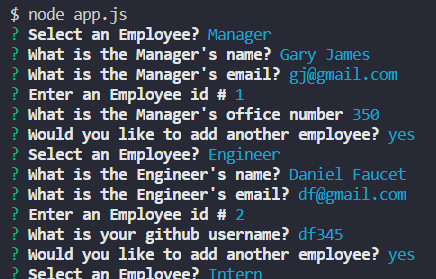 $ node app.js
? Select an Employee? Manager
? What is the Manager's name? Gary James
? What is the Manager's email? gj@gmail.com
? Enter an Employee id # 1
? What is the Manager's office number 350
? Would you like to add another employee? yes
? Select an Employee? Engineer
? What is the Engineer's name? Daniel Faucet
? What is the Engineer's email? df@gmail.com
? Enter an Employee id # 2
? What is your github username? df345
? Would you like to add another employee? yes
? Select an Employee? Intern